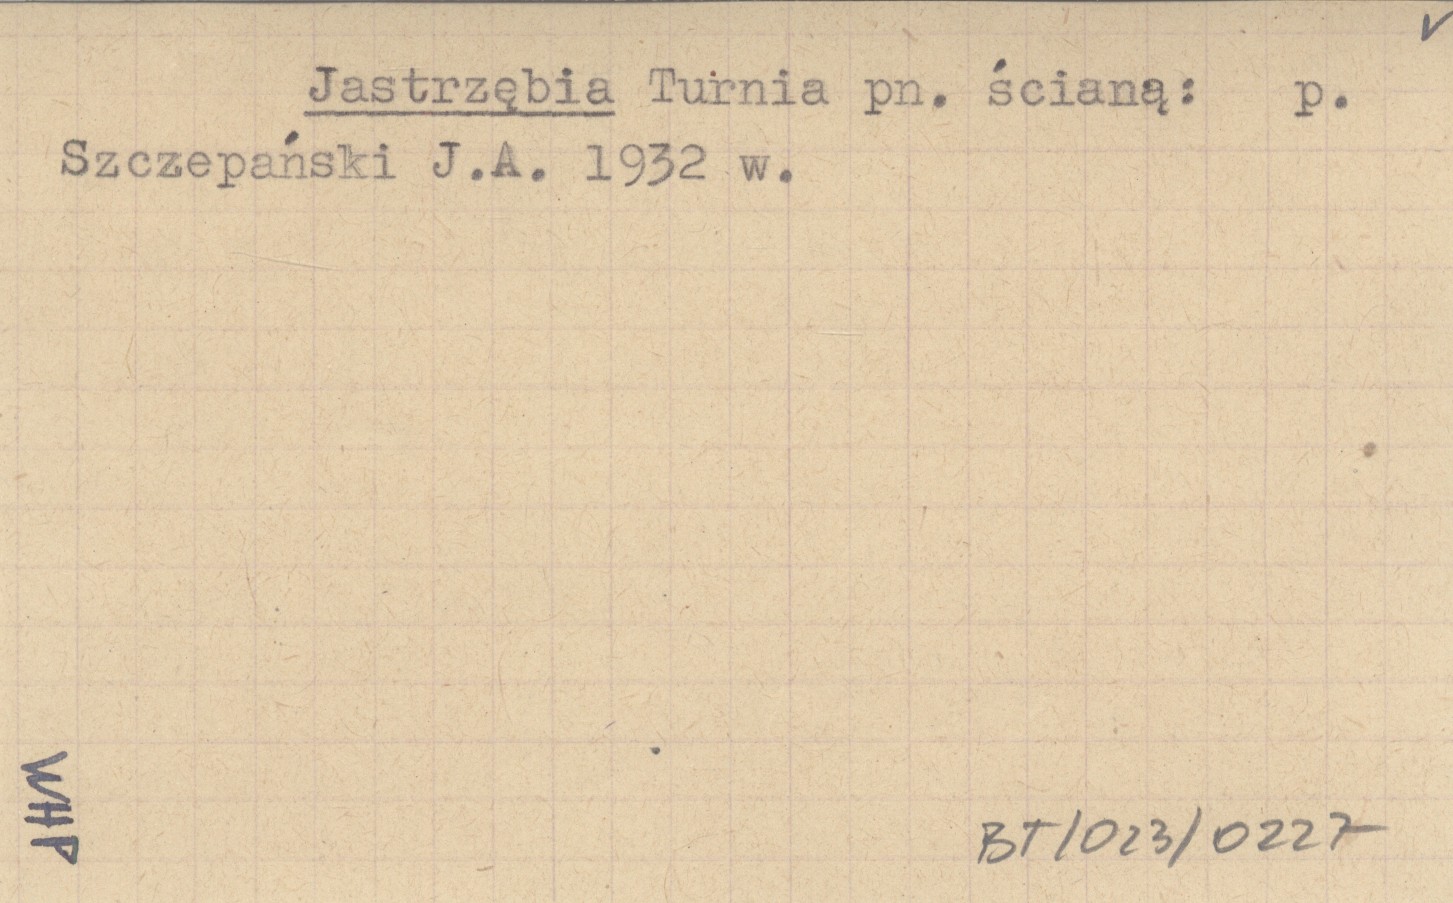 Jastrzębia Turnia pn. ścianą: p.
Szczepański J.A. 1932 w.
WHP
BT/023/0227